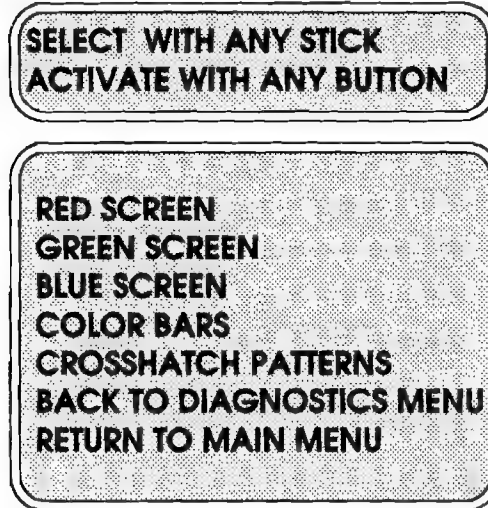 SELECT WITH ANY STICK
ACTIVATE WITH ANY BUTTON
RED SCREEN
GREEN SCREEN
BLUE SCREEN
COLOR BARS
CROSSHATCH PATTERNS
BACK TO DIAGNOSTICS MENU
RETURN TO MAIN MENU